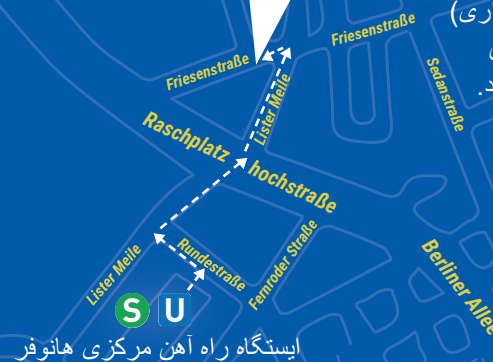 Friesenstraße
Friesenstraße
Lister Meile
Sedanstraße
Raschplatz hochstraße
Lister Meile
Rundestraße
Fernroder Straße
Berliner Allee
S U
ایستگاه راه آهن مرکزی هانوفر